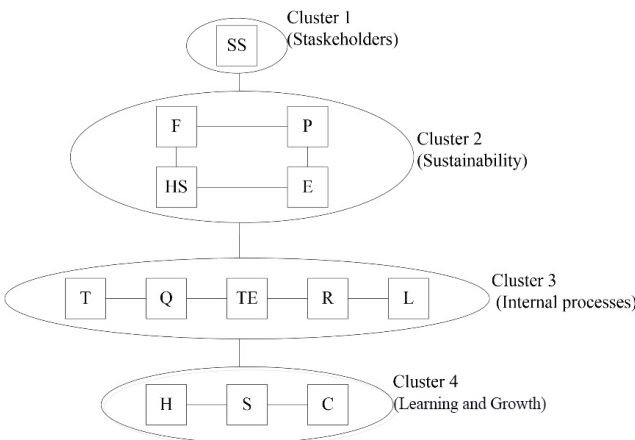 Cluster 1
(Staskeholders)
SS
F P
Cluster 2
(Sustainability)
HS E
Cluster 3
(Internal processes)
T Q TE R L
Cluster 4
(Learning and Growth)
H S C